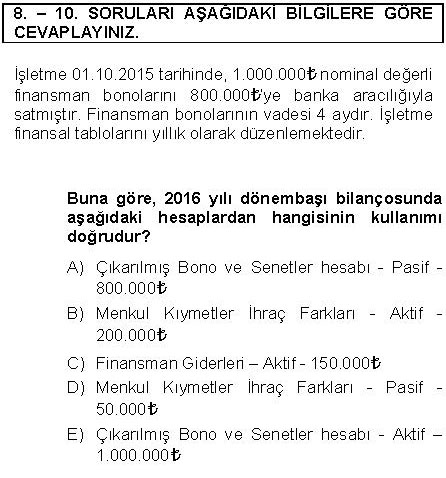 8. – 10. SORULARI AŞAĞIDAKİ BİLGİLERE GÖRE
CEVAPLAYINIZ.
İşletme 01.10.2015 tarihinde, 1.000.000₺ nominal değerli
finansman bonolarını 800.000₺'ye banka aracılığıyla
satmıştır. Finansman bonolarının vadesi 4 aydır. İşletme
finansal tablolarını yıllık olarak düzenlemektedir.
Buna göre, 2016 yılı dönembaşı bilançosunda
aşağıdaki hesaplardan hangisinin kullanımı
doğrudur?
A) Çıkarılmış Bono ve Senetler hesabı - Pasif -
800.000₺
B) Menkul Kıymetler İhraç Farkları - Aktif -
200.000₺
C) Finansman Giderleri – Aktif - 150.000₺
D) Menkul Kıymetler İhraç Farkları - Pasif -
50.000₺
E) Çıkarılmış Bono ve Senetler hesabı - Aktif –
1.000.000₺